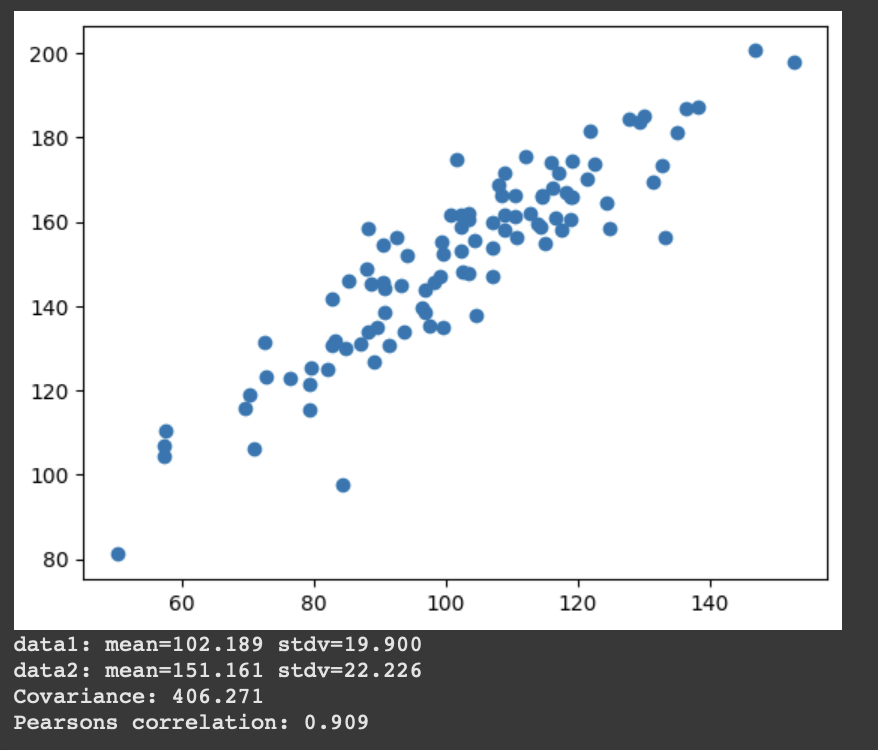 200
180
160
140
120
100
80
60 80 100 120 140
data1: mean=102.189 stdv=19.900
data2: mean=151.161 stdv=22.226
Covariance: 406.271
Pearsons correlation: 0.909